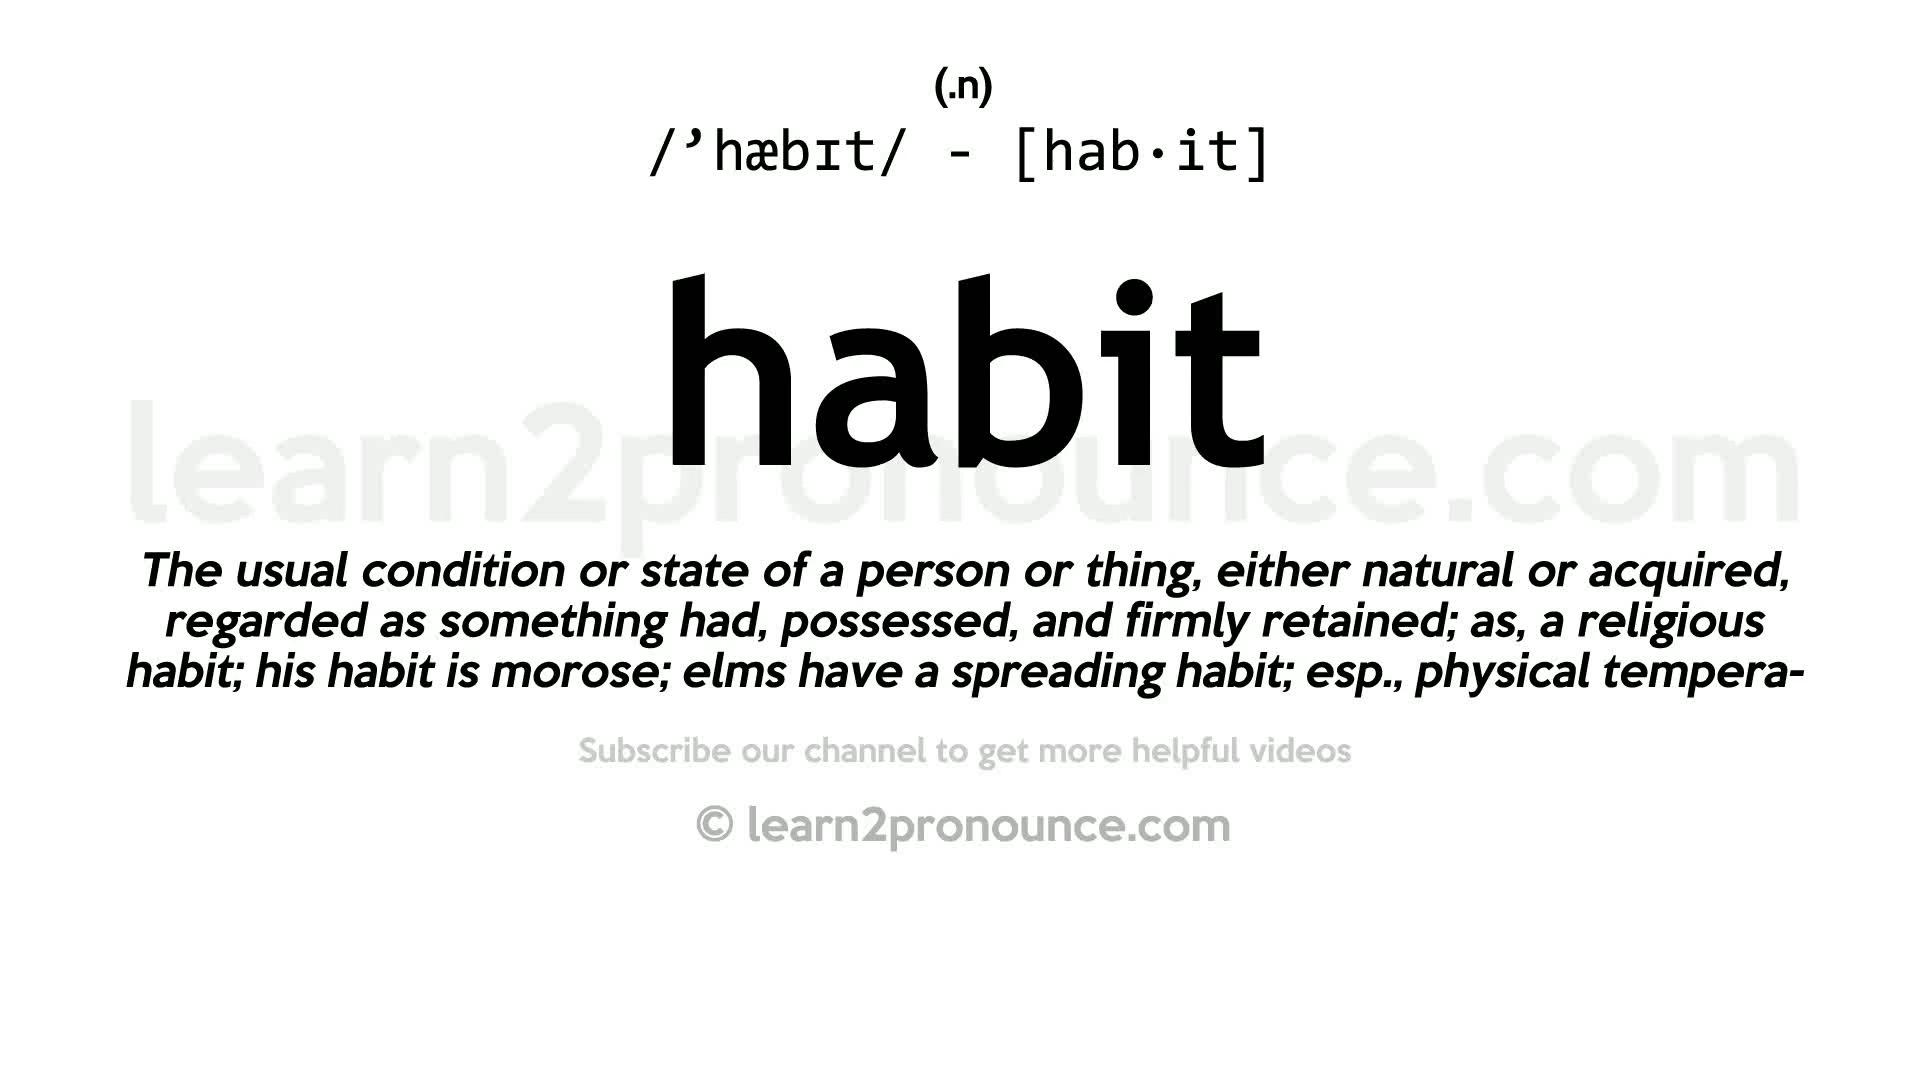 (.n)
/’hæbɪt/ - [hab·it]
habit
learn2pronounce.com
The usual condition or state of a person or thing, either natural or acquired,
regarded as something had, possessed, and firmly retained; as, a religious
habit; his habit is morose; elms have a spreading habit; esp., physical tempera-
Subscribe our channel to get more helpful videos
© learn2pronounce.com